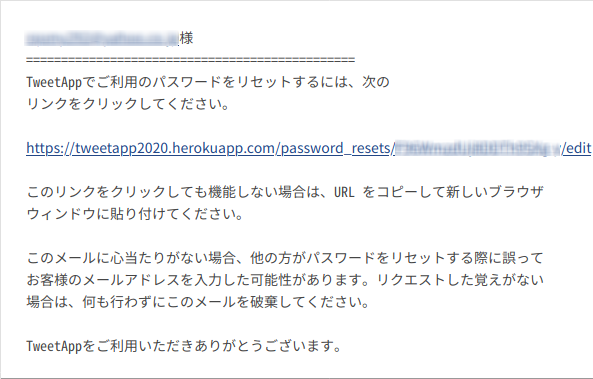 様
===============================================
TweetAppでご利用のパスワードをリセットするには、次の
リンクをクリックしてください。
https://tweetapp2020.herokuapp.com/password_resets/ /edit
このリンクをクリックしても機能しない場合は、URL をコピーして新しいブラウザ
ウィンドウに貼り付けてください。
このメールに心当たりがない場合、他の方がパスワードをリセットする際に誤って
お客様のメールアドレスを入力した可能性があります。リクエストした覚えがない
場合は、何も行わずにこのメールを破棄してください。
TweetAppをご利用いただきありがとうございます。